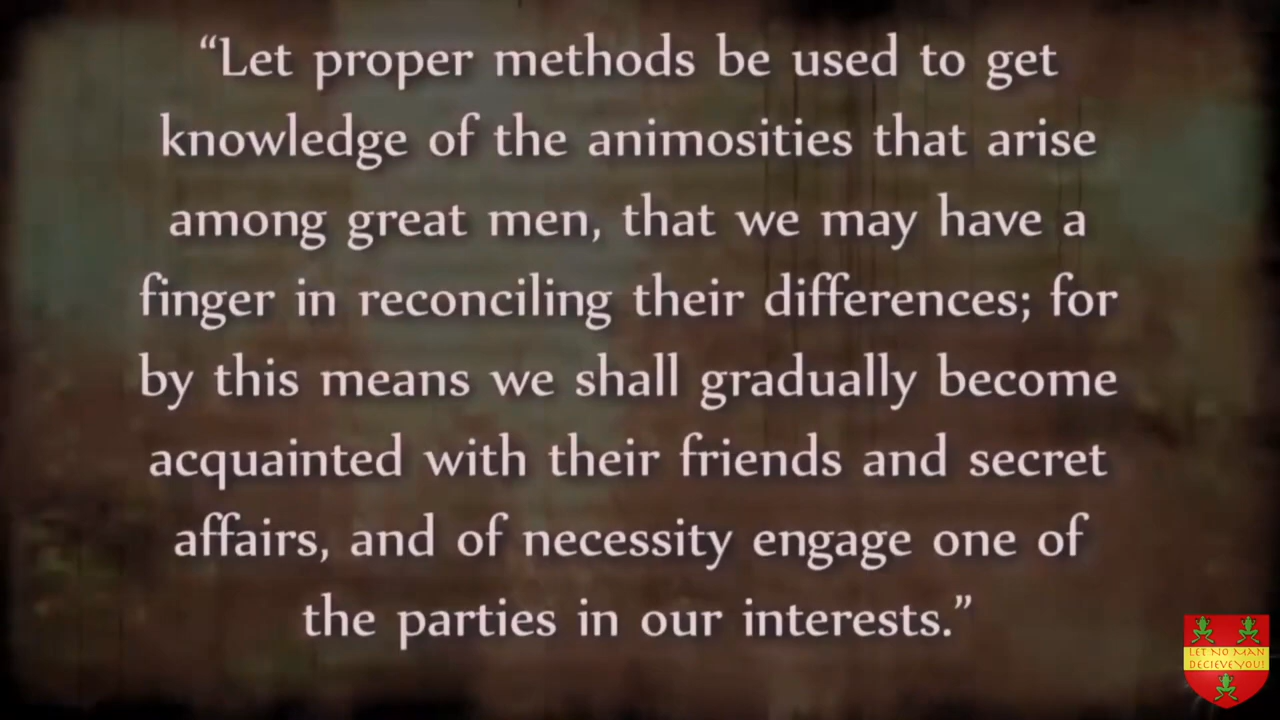 “Let proper methods be used to get
knowledge of the animosities that arise
among great men, that we may have a
finger in reconciling their differences; for
by this means we shall gradually become
acquainted with their friends and secret
affairs, and of necessity engage one of
the parties in our interests.”
LET NO MAN
DECIEVE YOU!